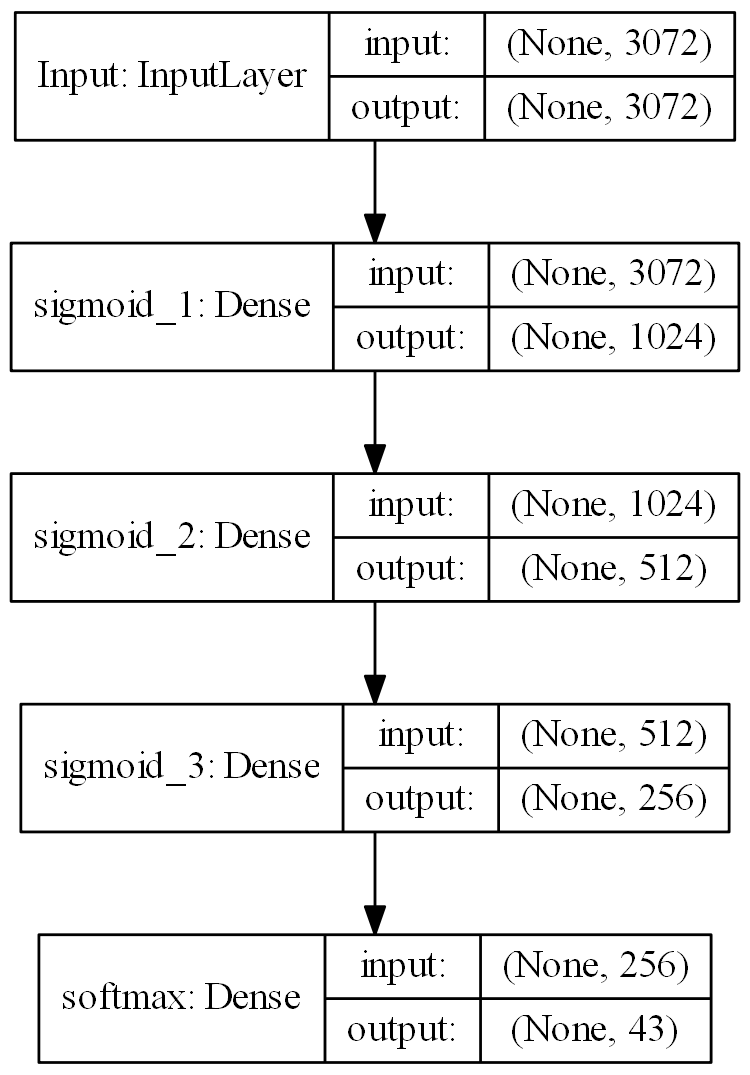 Input: InputLayer
input: (None, 3072)
output: (None, 3072)
sigmoid_1: Dense
input: (None, 3072)
output: (None, 1024)
sigmoid_2: Dense
input: (None, 1024)
output: (None, 512)
sigmoid_3: Dense
input: (None, 512)
output: (None, 256)
softmax: Dense
input: (None, 256)
output: (None, 43)